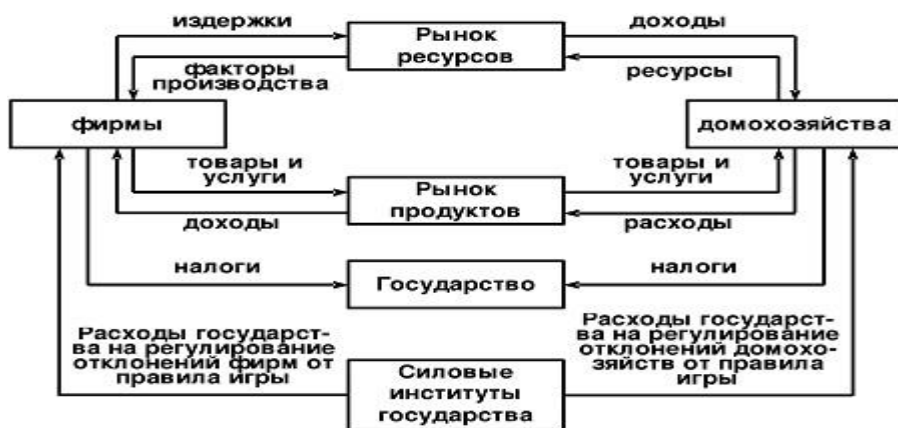 издержки
доходы
Рынок
ресурсов
факторы
производства
ресурсы
фирмы
домохозяйства
товары и
услуги
товары и
услуги
Рынок
продуктов
доходы
расходы
налоги
Государство
налоги
Расходы государст-
ва на регулирование
отклонений фирм от
правила игры
Расходы государст-
ва на регулирование
отклонений домохо-
зяйств от правила
игры
Силовые
институты
государства